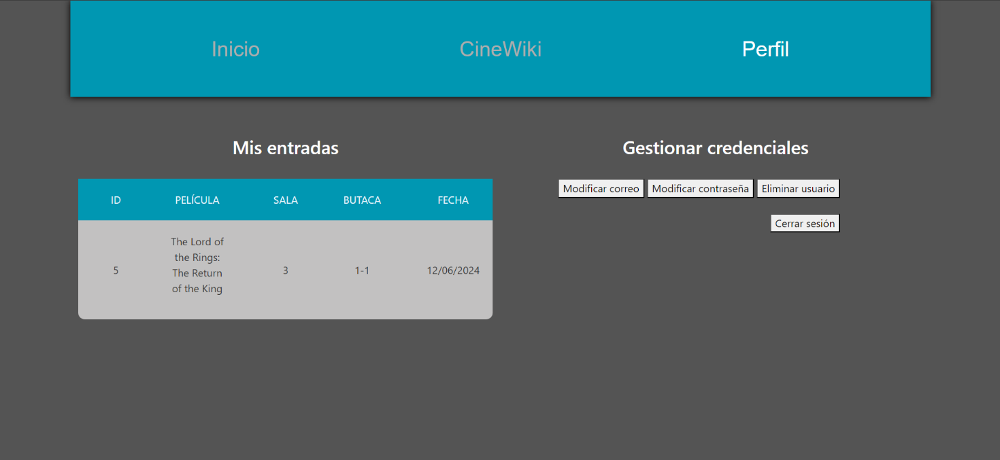 Inicio CineWiki Perfil
Mis entradas
ID PELÍCULA SALA BUTACA FECHA
5 The Lord of
the Rings:
The Return
of the King 3 1-1 12/06/2024
Gestionar credenciales
Modificar correo Modificar contraseña Eliminar usuario
Cerrar sesión